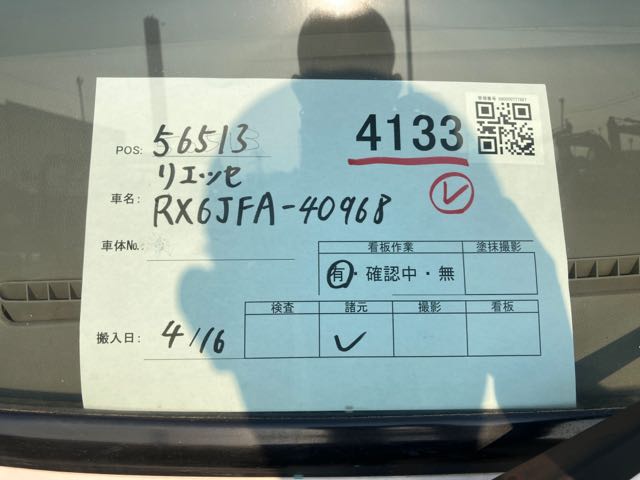 4133
POS: 56513
リエッセ
車名: RX6JFA-40968
車体No.:
看板作業 塗抹撮影
有・確認中・無
検査 諸元 撮影 看板
搬入日: 4/16 ✓